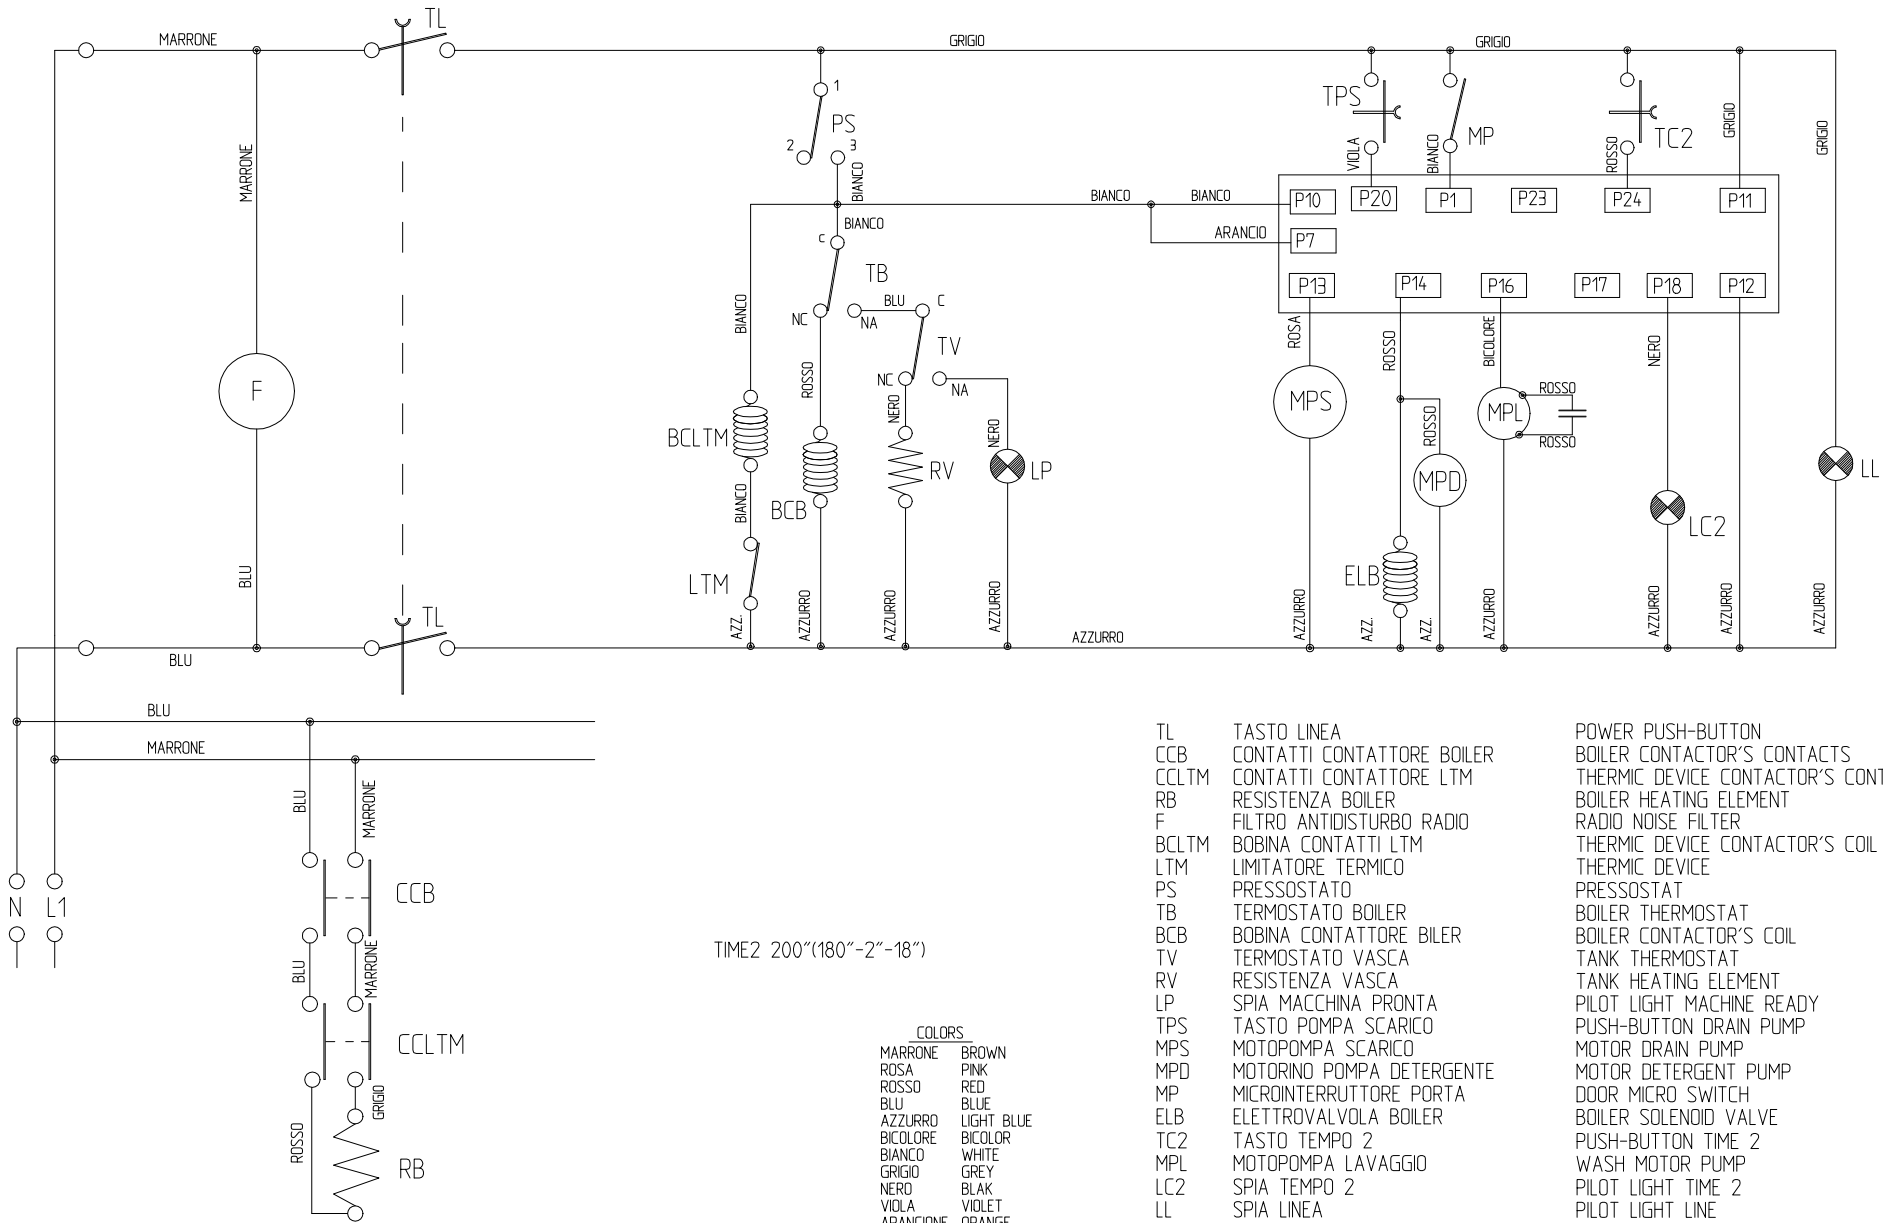 TL
MARRONE
GRIGIO
GRIGIO
1
PS
2
3
BIANCO
TPS
VIOLA
BIANCO
MP
ROSSO
TC2
GRIGIO
GRIGIO
MARRONE
BIANCO
BIANCO
P10
P20
P1
P23
P24
P11
BIANCO
ARANCIO
P7
C
TB
BIANCO
NC
BLU
NA
C
TV
P13
P14
P16
P17
P18
P12
ROSSO
NC
NA
ROSA
ROSSO
BICOLORE
NERO
F
BCLTM
NERO
NERO
MPS
ROSSO
MPL
ROSSO
ROSSO
BIANCO
BCB
RV
LP
MPD
LC2
LL
BLU
LTM
ELB
TL
AZZ.
AZZURRO
AZZURRO
AZZURRO
AZZURRO
AZZURRO
AZZ.
AZZ.
AZZURRO
AZZURRO
AZZURRO
AZZURRO
BLU
BLU
MARRONE
BLU
MARRONE
N
L1
CCB
BLU
MARRONE
CCLTM
GRIGIO
ROSSO
RB
TIME2 200"(180"-2"-18")
COLORS
MARRONE BROWN
ROSA PINK
ROSSO RED
BLU BLUE
AZZURRO LIGHT BLUE
BICOLORE BICOLOR
BIANCO WHITE
GRIGIO GREY
NERO BLAK
VIOLA VIOLET
ARANCIONE ORANGE
TL TASTO LINEA POWER PUSH-BUTTON
CCB CONTATTI CONTATTORE BOILER BOILER CONTACTOR'S CONTACTS
CCLTM CONTATTI CONTATTORE LTM THERMIC DEVICE CONTACTOR'S CONT
RB RESISTENZA BOILER BOILER HEATING ELEMENT
F FILTRO ANTIDISTURBO RADIO RADIO NOISE FILTER
BCLTM BOBINA CONTATTI LTM THERMIC DEVICE CONTACTOR'S COIL
LTM LIMITATORE TERMICO THERMIC DEVICE
PS PRESSOSTATO PRESSOSTAT
TB TERMOSTATO BOILER BOILER THERMOSTAT
BCB BOBINA CONTATTORE BILER BOILER CONTACTOR'S COIL
TV TERMOSTATO VASCA TANK THERMOSTAT
RV RESISTENZA VASCA TANK HEATING ELEMENT
LP SPIA MACCHINA PRONTA PILOT LIGHT MACHINE READY
TPS TASTO POMPA SCARICO PUSH-BUTTON DRAIN PUMP
MPS MOTOPOMPA SCARICO MOTOR DRAIN PUMP
MPD MOTORINO POMPA DETERGENTE MOTOR DETERGENT PUMP
MP MICROINTERRUTTORE PORTA DOOR MICRO SWITCH
ELB ELETTROVALVOLA BOILER BOILER SOLENOID VALVE
TC2 TASTO TEMPO 2 PUSH-BUTTON TIME 2
MPL MOTOPOMPA LAVAGGIO WASH MOTOR PUMP
LC2 SPIA TEMPO 2 PILOT LIGHT TIME 2
LL SPIA LINEA PILOT LIGHT LINE